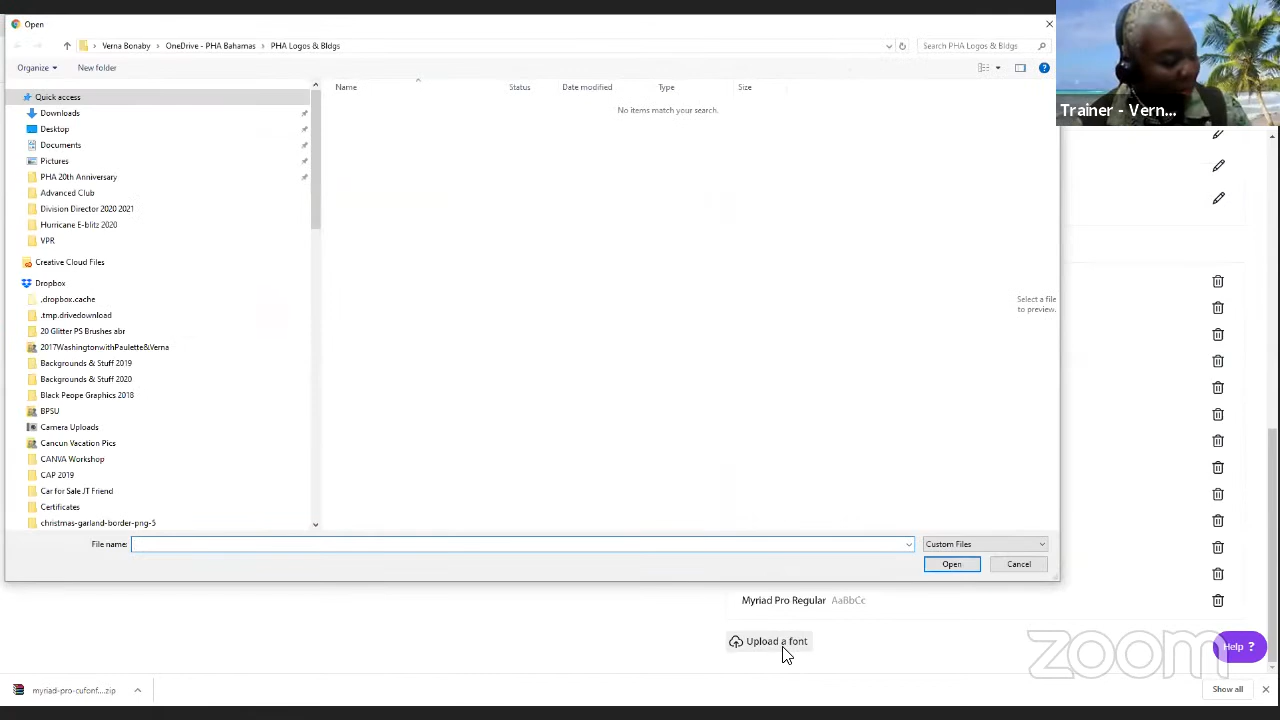 Open
Verna Bonaby > OneDrive - PHA Bahamas > PHA Logos & Bldgs
Search PHA Logos & Bldgs
Organize
New folder
?
Trainer - Vern...
Quick access
Name
Status
Date modified
Type
Size
Downloads
No items match your search.
Desktop
Documents
Pictures
PHA 20th Anniversary
Advanced Club
Division Director 2020 2021
Hurricane E-blitz 2020
VPR
Creative Cloud Files
Dropbox
.dropbox.cache
Select a file
to preview.
.tmp.drivedownload
20 Glitter PS Brushes abr
2017WashingtonwithPaulette&Verna
Backgrounds & Stuff 2019
Backgrounds & Stuff 2020
Black Peope Graphics 2018
BPSU
Camera Uploads
Cancun Vacation Pics
CANVA Workshop
CAP 2019
Car for Sale JT Friend
Certificates
christmas-garland-border-png-5
File name:
Custom Files
Open
Cancel
Myriad Pro Regular AaBbCc
Upload a font
zoom
Help ?
myriad-pro-cufonf....zip
Show all